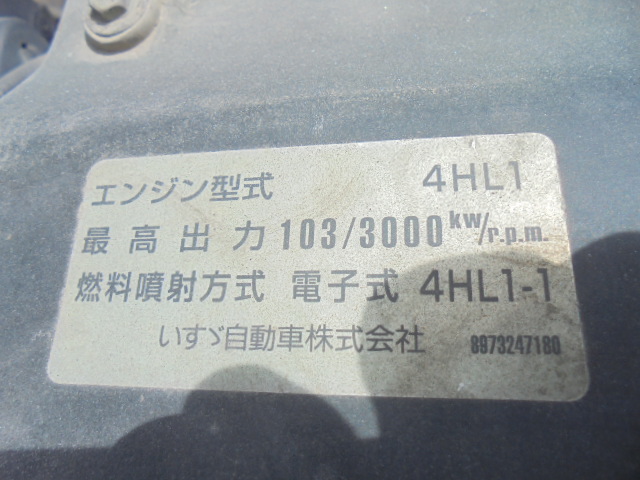 エンジン型式 4HL1
最高出力 103/3000 kw/r.p.m.
燃料噴射方式 電子式 4HL1-1
いすゞ自動車株式会社 8973247180